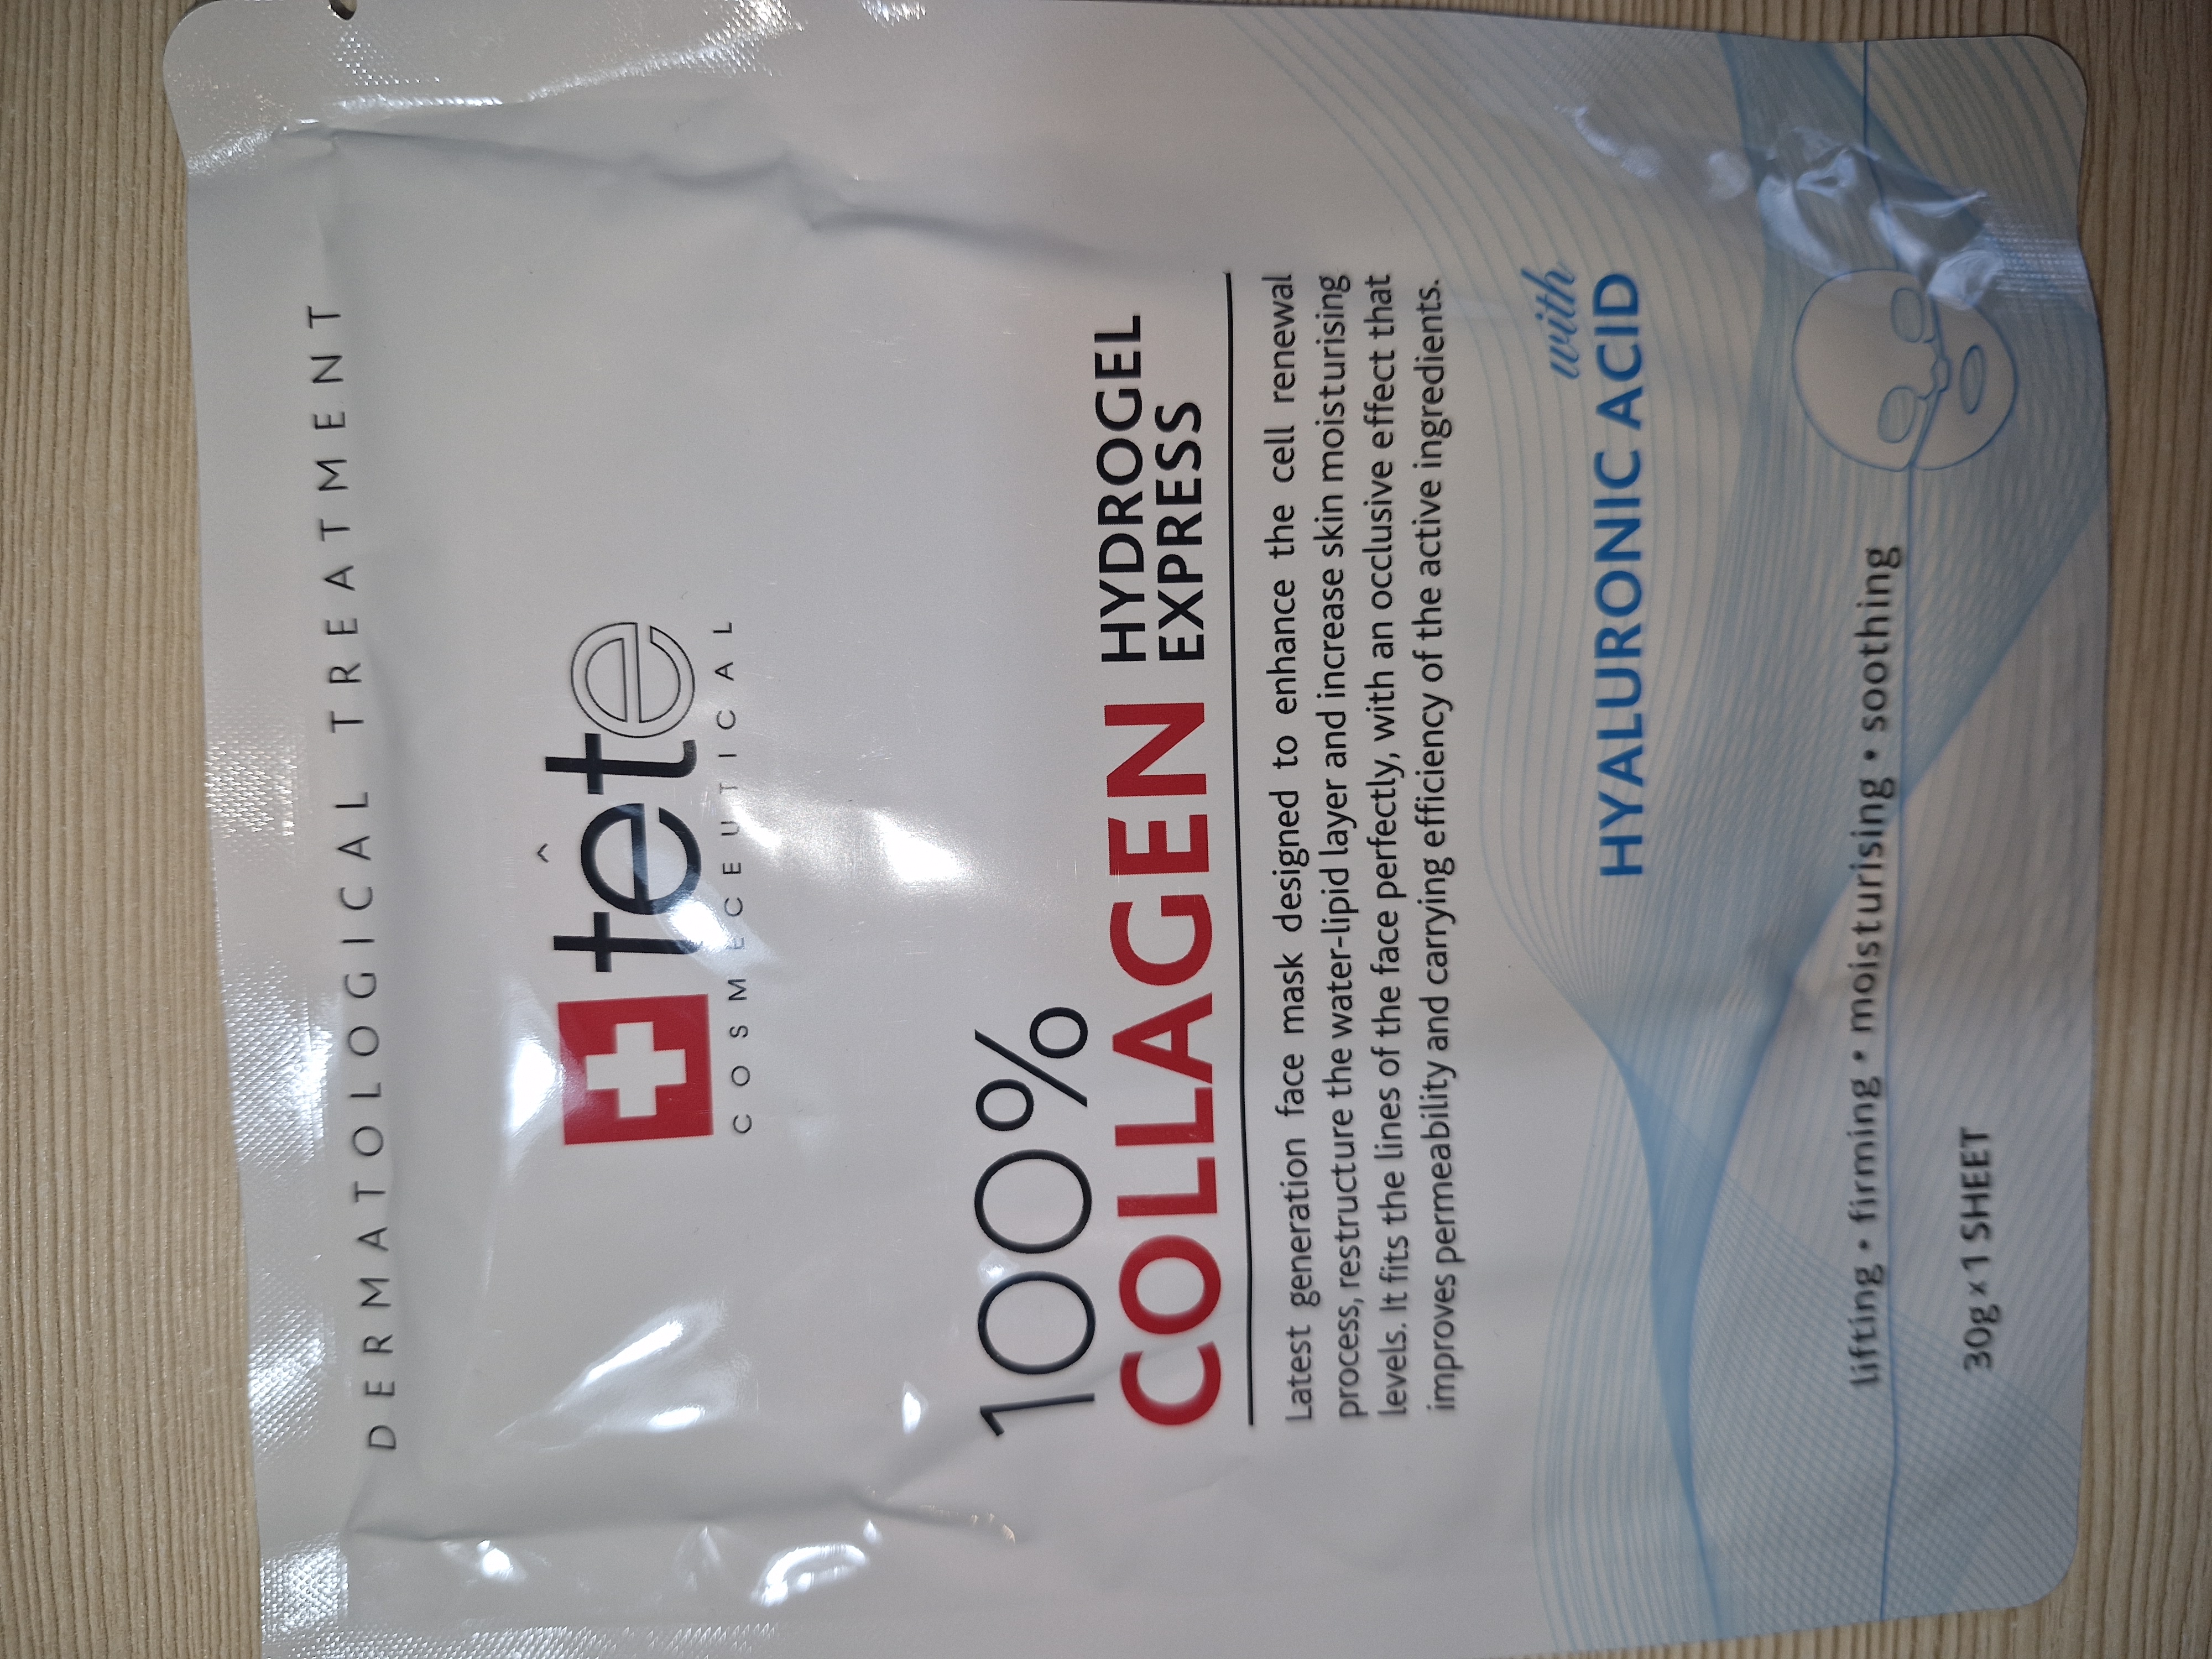 DERMATOLOGICAL TREATMENT
tête
COSMECEUTICAL
100%
COLLAGEN HYDROGEL EXPRESS
Latest generation face mask designed to enhance the cell renewal
process, restructure the water-lipid layer and increase skin moisturising
levels. It fits the lines of the face perfectly, with an occlusive effect that
improves permeability and carrying efficiency of the active ingredients.
with
HYALURONIC ACID
lifting • firming • moisturising • soothing
30g x 1 SHEET